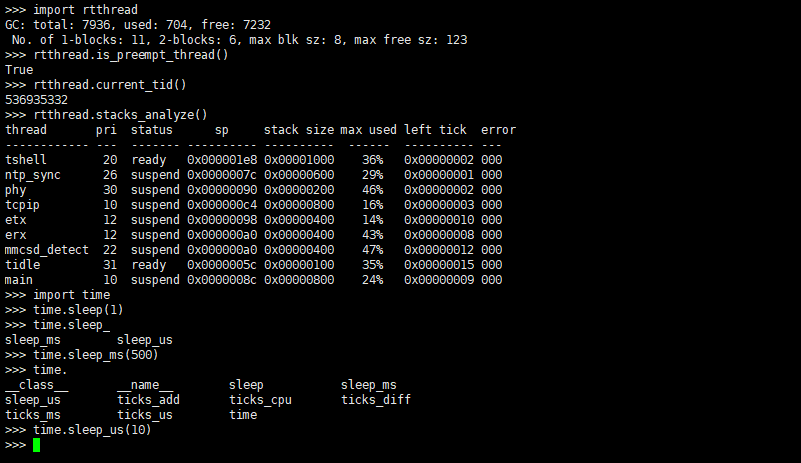 >>> import rtthread
GC: total: 7936, used: 704, free: 7232
 No. of 1-blocks: 11, 2-blocks: 6, max blk sz: 8, max free sz: 123
>>> rtthread.is_preempt_thread()
True
>>> rtthread.current_tid()
536935332
>>> rtthread.stacks_analyze()
thread       pri  status      sp     stack size max used left tick  error
------------ ---  ------- ---------- ----------  ------  ---------- ---
tshell        20  ready   0x000001e8 0x00001000    36%   0x00000002 000
ntp_sync      26  suspend 0x0000007c 0x00000600    29%   0x00000001 000
phy           30  suspend 0x00000090 0x00000200    46%   0x00000002 000
tcpip         10  suspend 0x000000c4 0x00000800    16%   0x00000003 000
etx           12  suspend 0x00000098 0x00000400    14%   0x00000010 000
erx           12  suspend 0x000000a0 0x00000400    43%   0x00000008 000
mmcsd_detect  22  suspend 0x000000a0 0x00000400    47%   0x00000012 000
tidle         31  ready   0x0000005c 0x00000100    35%   0x00000015 000
main          10  suspend 0x0000008c 0x00000800    24%   0x00000009 000
>>> import time
>>> time.sleep(1)
>>> time.sleep_
sleep_ms        sleep_us
>>> time.sleep_ms(500)
>>> time.
__class__       __name__        sleep           sleep_ms
sleep_us        ticks_add       ticks_cpu       ticks_diff
ticks_ms        ticks_us        time
>>> time.sleep_us(10)
>>>